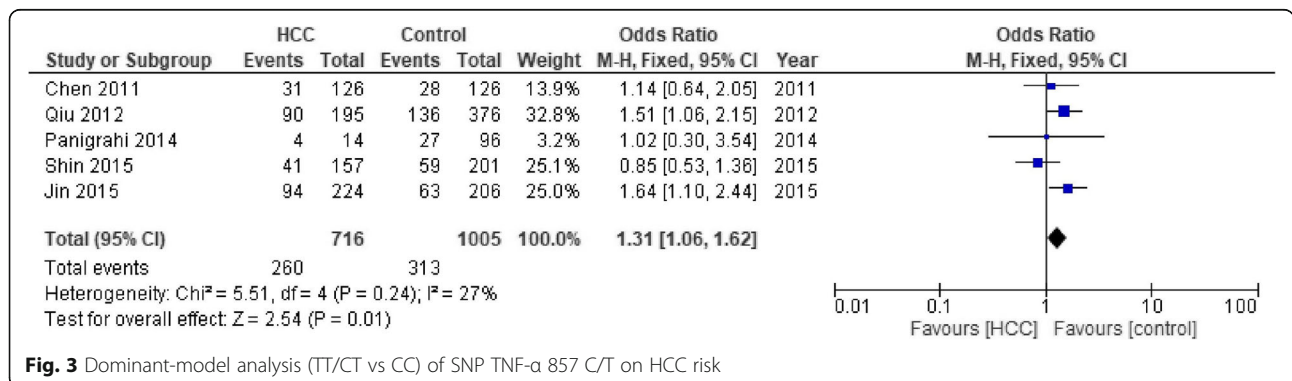 HCC Control Odds Ratio Odds Ratio
Study or Subgroup Events Total Events Total Weight M-H, Fixed, 95% CI Year M-H, Fixed, 95% CI
Chen 2011 31 126 28 126 13.9% 1.14 [0.64, 2.05] 2011
Qiu 2012 90 195 136 376 32.8% 1.51 [1.06, 2.15] 2012
Panigrahi 2014 4 14 27 96 3.2% 1.02 [0.30, 3.54] 2014
Shin 2015 41 157 59 201 25.1% 0.85 [0.53, 1.36] 2015
Jin 2015 94 224 63 206 25.0% 1.64 [1.10, 2.44] 2015
Total (95% CI) 716 1005 100.0% 1.31 [1.06, 1.62]
Total events 260 313
Heterogeneity: Chi² = 5.51, df = 4 (P = 0.24); I² = 27%
Test for overall effect: Z = 2.54 (P = 0.01)
0.01 0.1 1 10 100
Favours [HCC] Favours [control]
Fig. 3 Dominant-model analysis (TT/CT vs CC) of SNP TNF-α 857 C/T on HCC risk